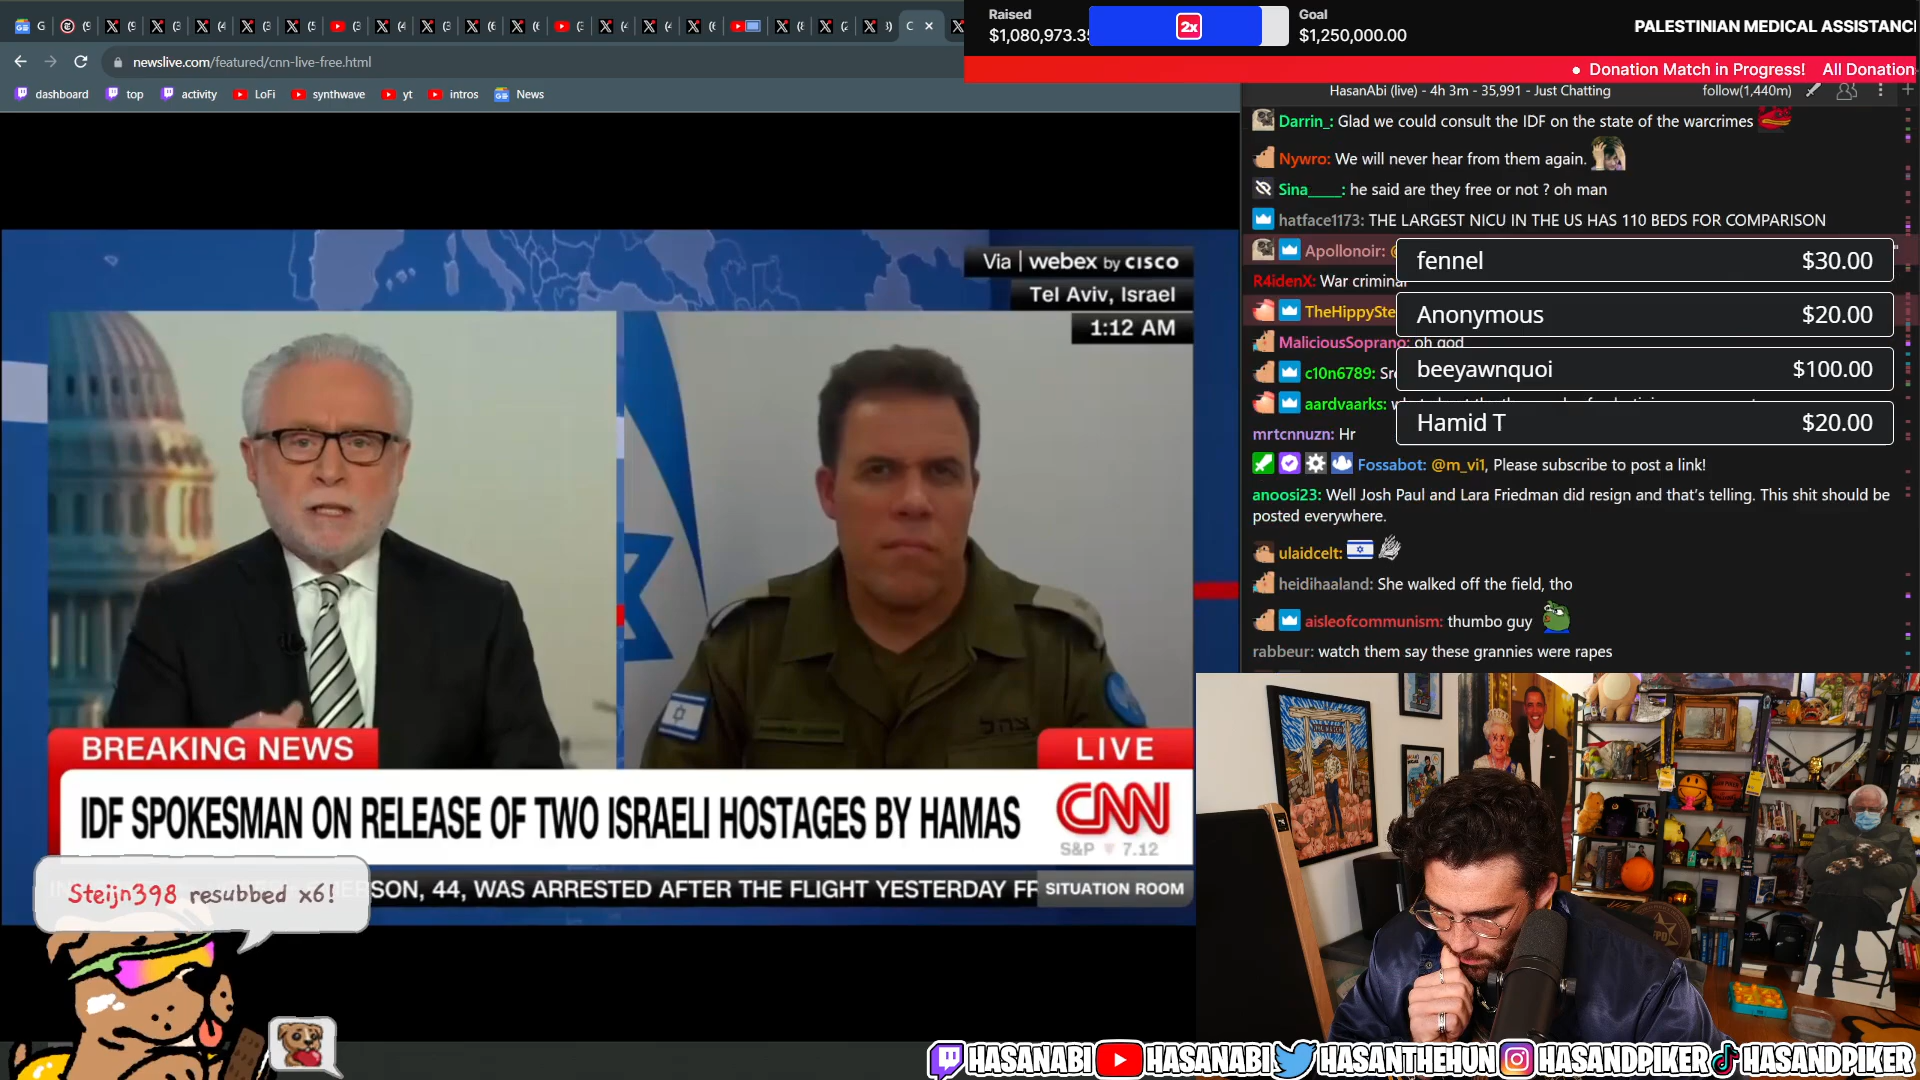 newslive.com/featured/cnn-live-free.html
dashboard top activity LoFi synthwave yt intros News
Raised
$1,080,973.3
2x
Goal
$1,250,000.00
PALESTINIAN MEDICAL ASSISTANC
• Donation Match in Progress! All Donation
HasanAbi (live) - 4h 3m - 35,991 - Just Chatting
follow(1,440m)
Darrin_: Glad we could consult the IDF on the state of the warcrimes
Nywro: We will never hear from them again.
Sina____: he said are they free or not ? oh man
hatface1173: THE LARGEST NICU IN THE US HAS 110 BEDS FOR COMPARISON
Apollonoir:
R4idenX: War criminal
TheHippySte
MaliciousSoprano: oh god
c10n6789:
aardvaarks:
mrtcnnuzn: Hr
fennel $30.00
Anonymous $20.00
beeyawnquoi $100.00
Hamid T $20.00
Fossabot: @m_vi1, Please subscribe to post a link!
anoosi23: Well Josh Paul and Lara Friedman did resign and that's telling. This shit should be
posted everywhere.
ulaidcelt:
heidihaaland: She walked off the field, tho
aisleofcommunism: thumbo guy
rabbeur: watch them say these grannies were rapes
Via | webex by CISCO
Tel Aviv, Israel
1:12 AM
צה״ל
BREAKING NEWS
LIVE
IDF SPOKESMAN ON RELEASE OF TWO ISRAELI HOSTAGES BY HAMAS
CNN
S&P ▼ 7.12
SON, 44, WAS ARRESTED AFTER THE FLIGHT YESTERDAY FF
SITUATION ROOM
Steijn398 resubbed x6!
HASANABI HASANABI HASANTHEHUN HASANDPIKER HASANDPIKER